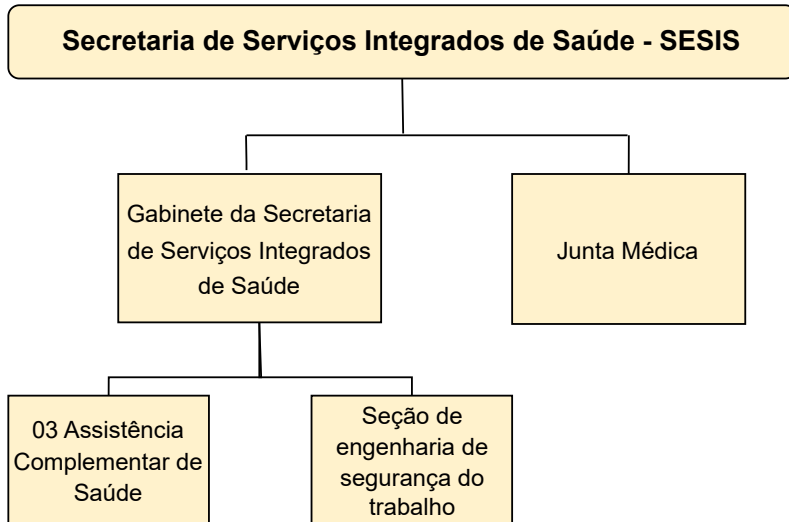 Secretaria de Serviços Integrados de Saúde - SESIS
Gabinete da Secretaria
de Serviços Integrados
de Saúde
Junta Médica
03 Assistência
Complementar de
Saúde
Seção de
engenharia de
segurança do
trabalho